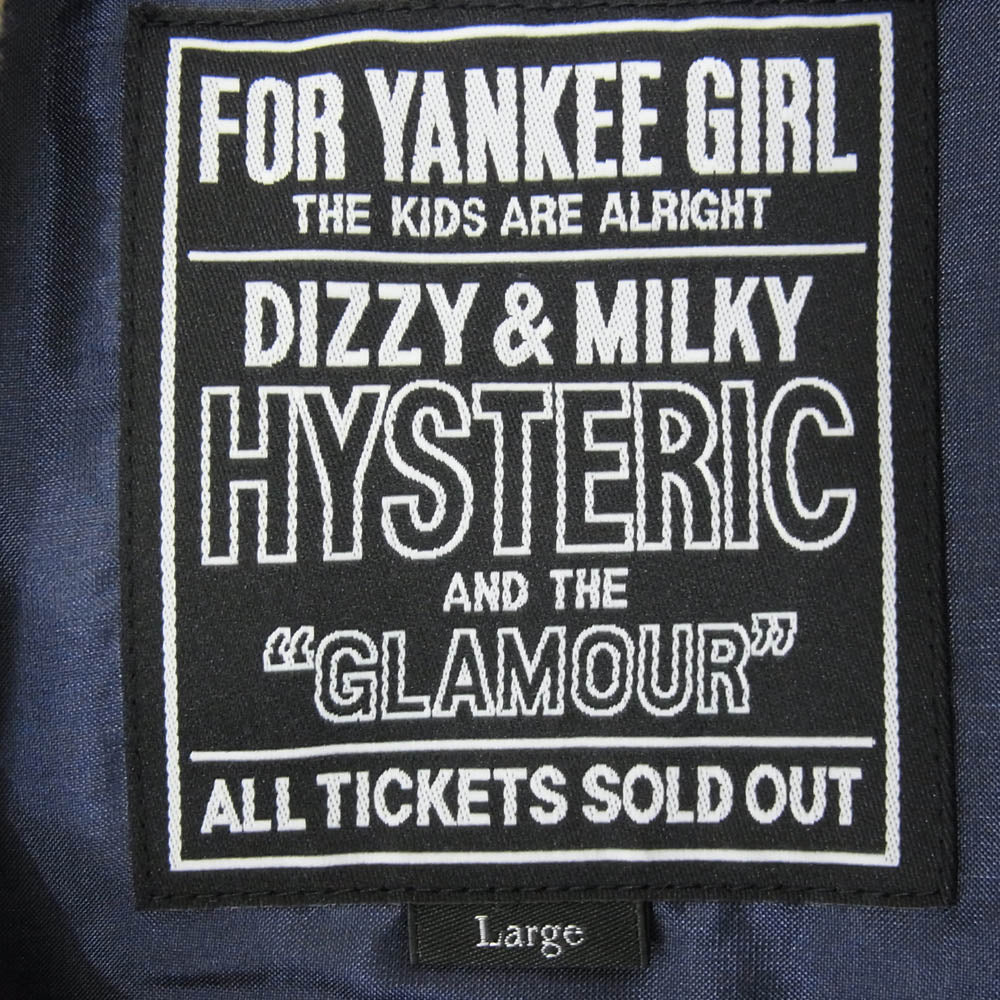 FOR YANKEE GIRL
THE KIDS ARE ALRIGHT
DIZZY & MILKY
HYSTERIC
AND THE
“GLAMOUR”
ALL TICKETS SOLD OUT
Large